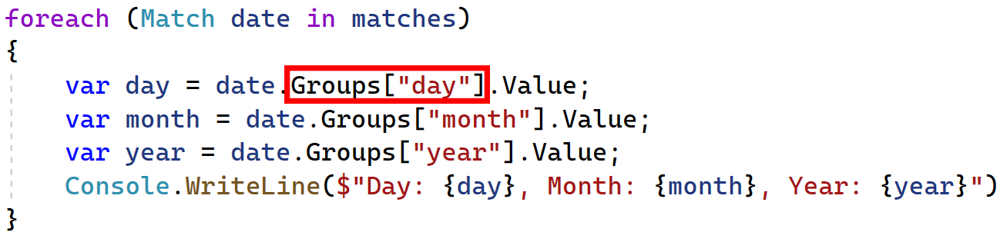 foreach (Match date in matches)
{
    var day = date.Groups["day"].Value;
    var month = date.Groups["month"].Value;
    var year = date.Groups["year"].Value;
    Console.WriteLine($"Day: {day}, Month: {month}, Year: {year}")
}